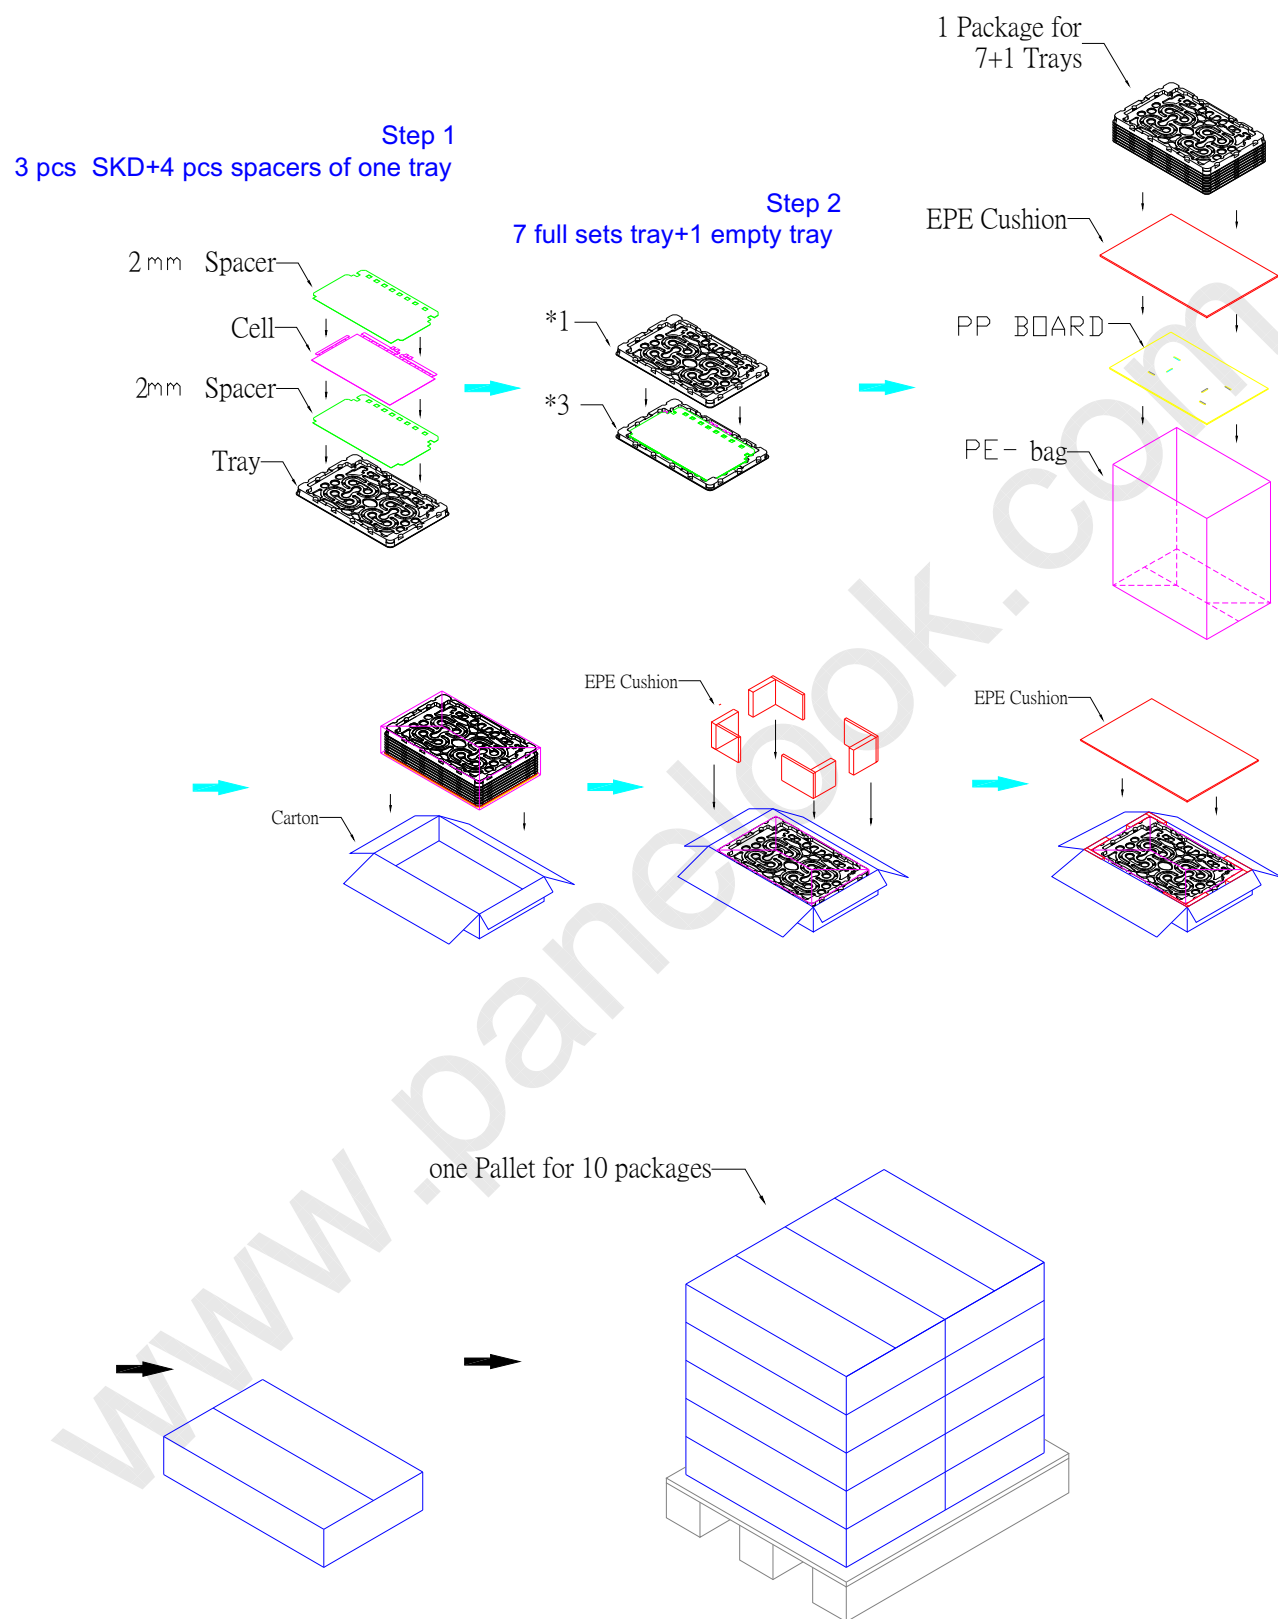 1 Package for
7+1 Trays
Step 1
3 pcs  SKD+4 pcs spacers of one tray
Step 2
7 full sets tray+1 empty tray
EPE Cushion
2 mm Spacer
Cell
2mm Spacer
Tray
*1
*3
PP BOARD
PE- bag
EPE Cushion
EPE Cushion
Carton
one Pallet for 10 packages
www.panelook.com